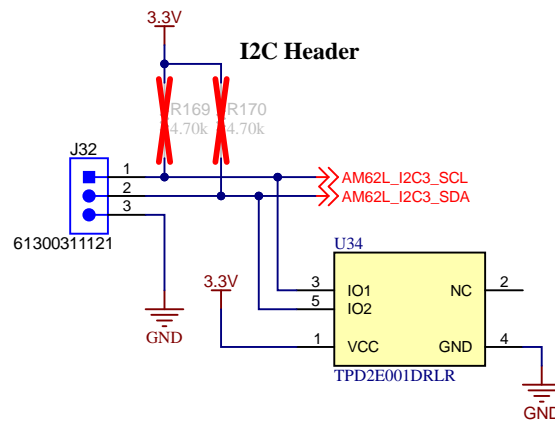 3.3V
I2C Header
R169
R170
4.70k
4.70k
J32
1
2
3
AM62L_I2C3_SCL
AM62L_I2C3_SDA
61300311121
GND
3.3V
U34
3
IO1
NC
2
5
IO2
1
VCC
GND
4
TPD2E001DRLR
GND